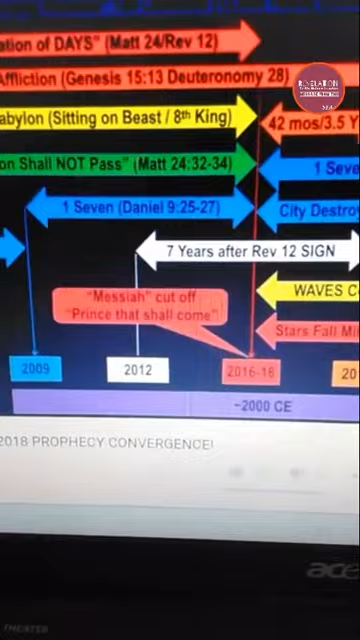 ation of DAYS" (Matt 24/Rev 12)
Affliction (Genesis 15:13 Deuteronomy 28)
REVELATION
abylon (Sitting on Beast / 8th King)
42 mos/3.5 Y
on Shall NOT Pass" (Matt 24:32-34)
1 Seve
1 Seven (Daniel 9:25-27)
City Destro
7 Years after Rev 12 SIGN
"Messiah" cut off
"Prince that shall come"
WAVES C
Stars Fall Mi
2009
2012
2016-18
20
~2000 CE
2018 PROPHECY CONVERGENCE!
acer
THEATER